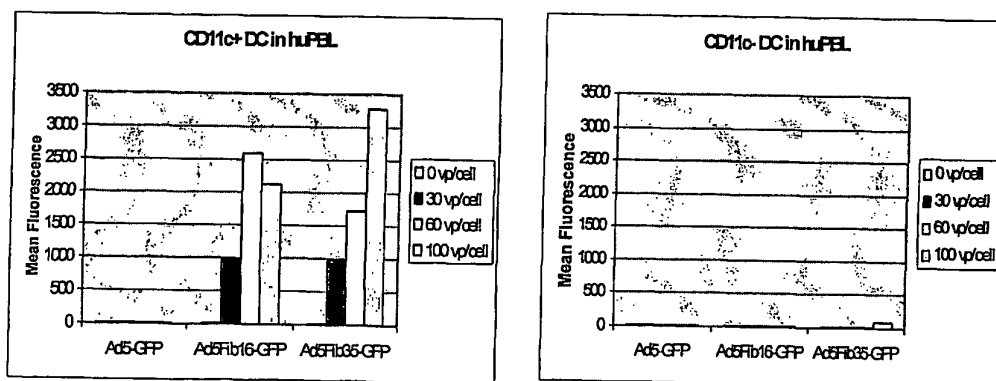 CD11c+ DC in huPBL
Mean Fluorescence
3500
3000
2500
2000
1500
1000
500
0
Ad5-GFP
Ad5Fib16-GFP
Ad5Fib35-GFP
0 vp/cell
30 vp/cell
60 vp/cell
100 vp/cell
CD11c- DC in huPBL
Mean Fluorescence
3500
3000
2500
2000
1500
1000
500
0
Ad5-GFP
Ad5Fib16-GFP
Ad5Fib35-GFP
0 vp/cell
30 vp/cell
60 vp/cell
100 vp/cell